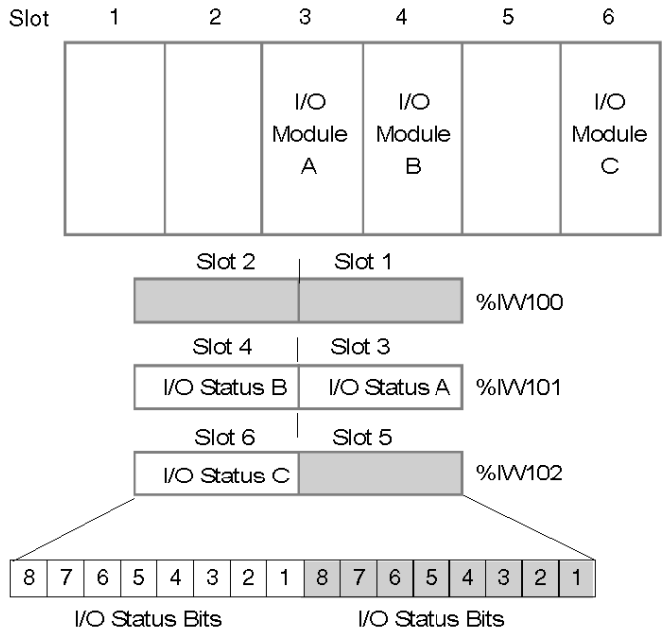 Slot 1 2 3 4 5 6
I/O Module A
I/O Module B
I/O Module C
Slot 2 Slot 1
%IW100
Slot 4 Slot 3
I/O Status B I/O Status A %IW101
Slot 6 Slot 5
I/O Status C %IW102
8 7 6 5 4 3 2 1 8 7 6 5 4 3 2 1
I/O Status Bits I/O Status Bits